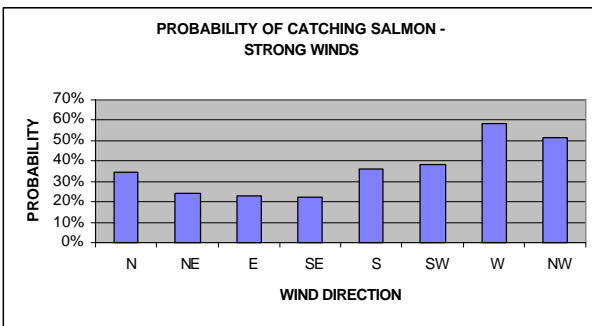 PROBABILITY OF CATCHING SALMON -
STRONG WINDS
PROBABILITY
70%
60%
50%
40%
30%
20%
10%
0%
N NE E SE S SW W NW
WIND DIRECTION